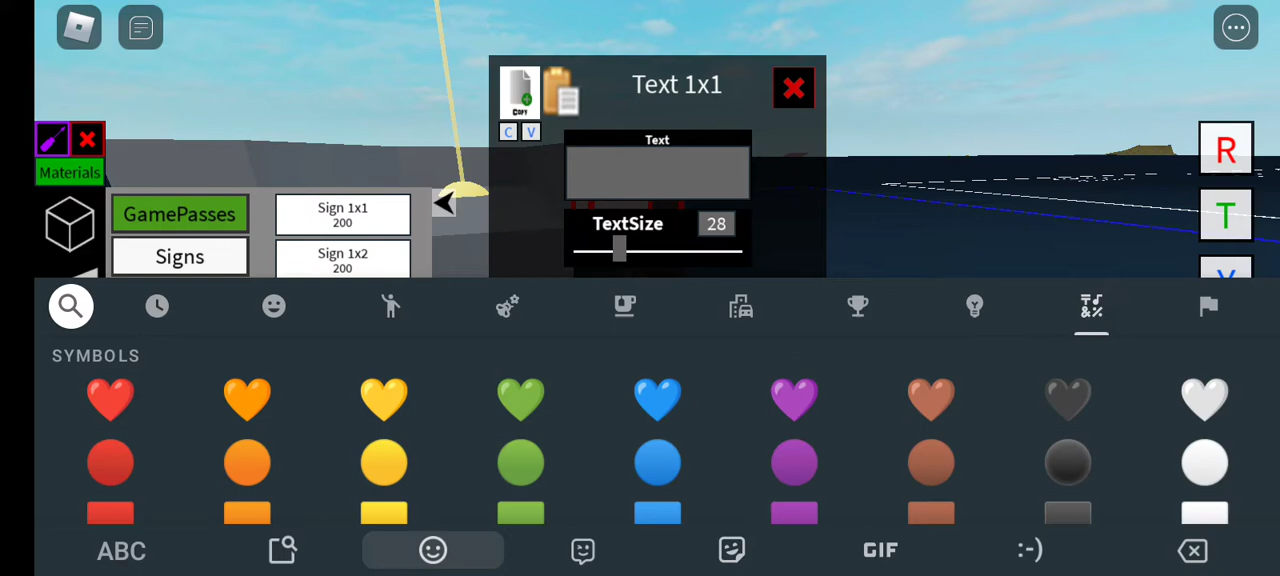 Text 1x1
COPY
C V
Text
Materials
GamePasses
Sign 1x1
200
TextSize 28
Signs
Sign 1x2
200
R
T
SYMBOLS
ABC
GIF
:-)